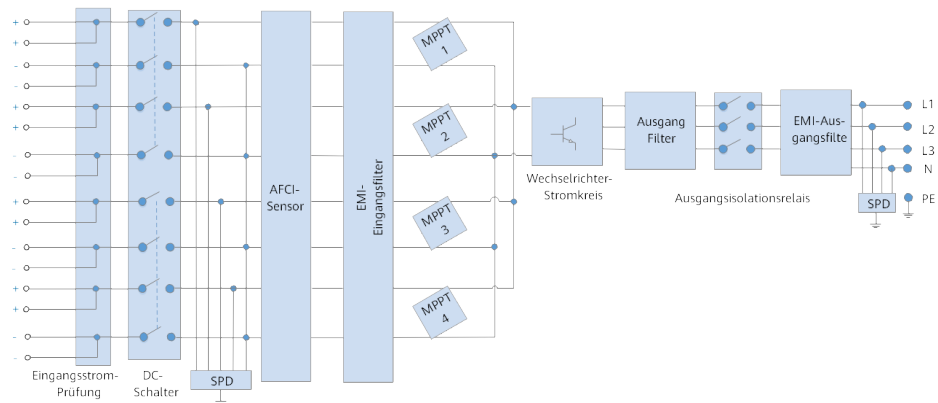 +
+
-
-
+
+
-
-
+
+
-
-
+
+
-
-
Eingangsstrom-
Prüfung
DC-
Schalter
SPD
AFCI-
Sensor
EMI-
Eingangsfilter
MPPT
1
MPPT
2
MPPT
3
MPPT
4
Wechselrichter-
Stromkreis
Ausgang
Filter
Ausgangsisolationsrelais
EMI-Aus-
gangsfilte
SPD
L1
L2
L3
N
PE